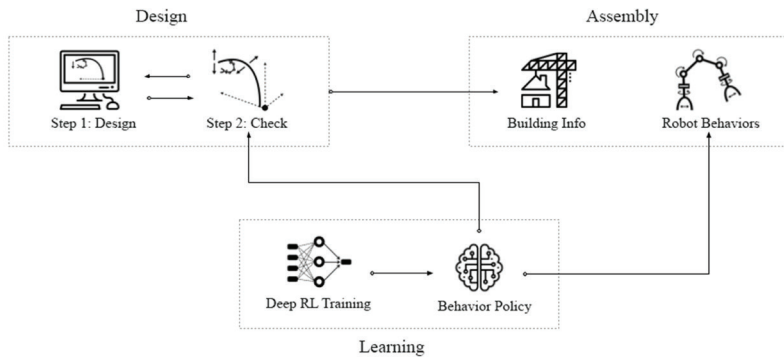 Design
Assembly
Step 1: Design
Step 2: Check
Building Info
Robot Behaviors
Deep RL Training
Behavior Policy
Learning